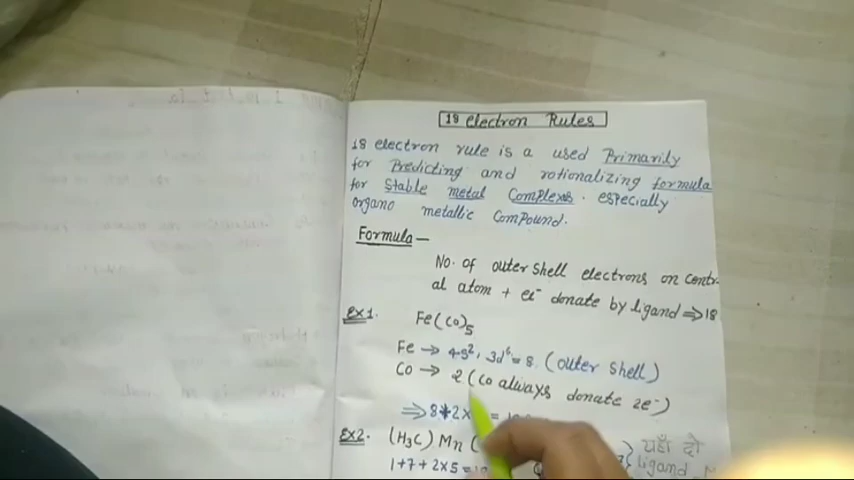 18 electron Rules
18 electron rule is a used Primarily
for Predicting and rationalizing formula
for Stable metal Complexes. especially
organo metallic Compound.
Formula—
No. of outer shell electrons on centr-
al atom + e⁻ donate by ligand ⇒ 18
Ex1. Fe(CO)₅
Fe → 4s², 3d⁶ = 8. (outer shell)
CO → 2 (CO always donate 2e⁻)
⇒ 8+2×
Ex2. (H₃C) Mn ( यहाँ दो
1+7+2×5= ligand